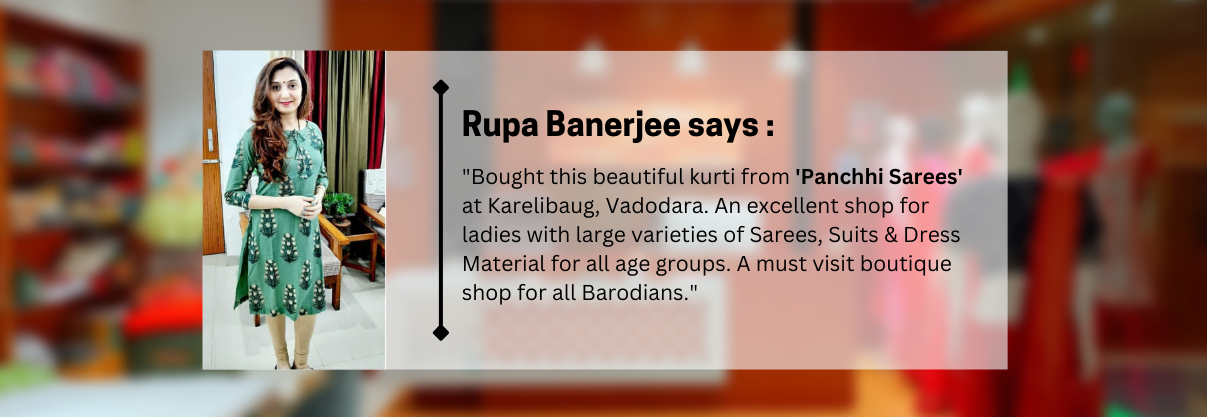 Rupa Banerjee says :
"Bought this beautiful kurti from 'Panchhi Sarees'
at Karelibaug, Vadodara. An excellent shop for
ladies with large varieties of Sarees, Suits & Dress
Material for all age groups. A must visit boutique
shop for all Barodians."